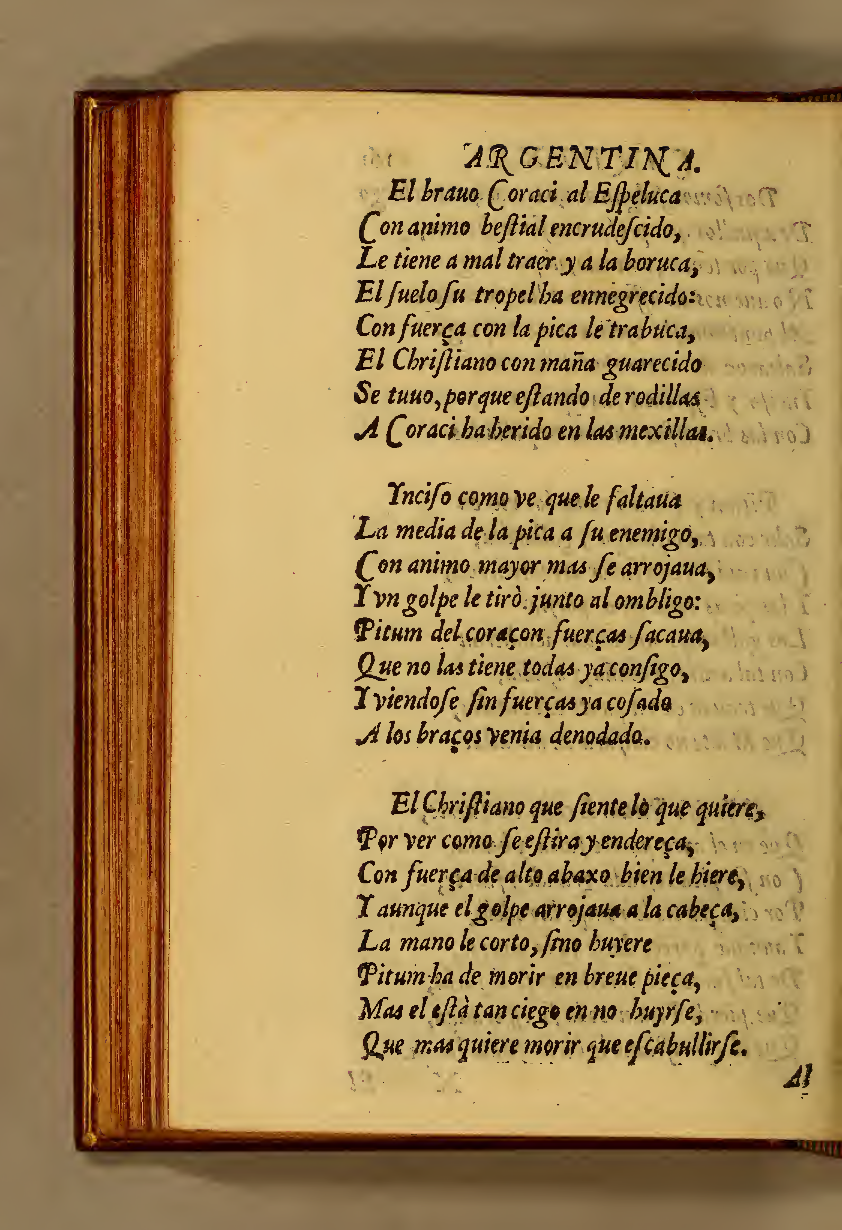 ARGENTINA.
El brauo Coraci al Eſpeluca
Con animo beſtial encrudeſcido,
Le tiene a mal traer y a la boruca,
El ſuelo ſu tropel ha ennegrecido:
Con fuerça con la pica le trabuca,
El Chriſtiano con maña guarecido
Se tuuo, porque eſtando de rodillas
A Coraci ha herido en las mexillas.
Ynciſo como ve que le faltaua
La media de la pica a ſu enemigo,
Con animo mayor mas ſe arrojaua,
Y vn golpe le tirò junto al ombligo:
Pitum del coraçon fuerças ſacaua,
Que no las tiene todas ya conſigo,
Y viendoſe ſin fuerças ya coſado
A los braços venia denodado.
El Chriſtiano que ſiente lo que quiere,
Por ver como ſe eſtira y endereça,
Con fuerça de alto abaxo bien le hiere,
Y aunque el golpe arrojaua a la cabeça,
La mano le corto, ſino huyere
Pitum ha de morir en breue pieça,
Mas el eſtà tan ciego en no huyrſe,
Que mas quiere morir que eſcabullirſe.
Al